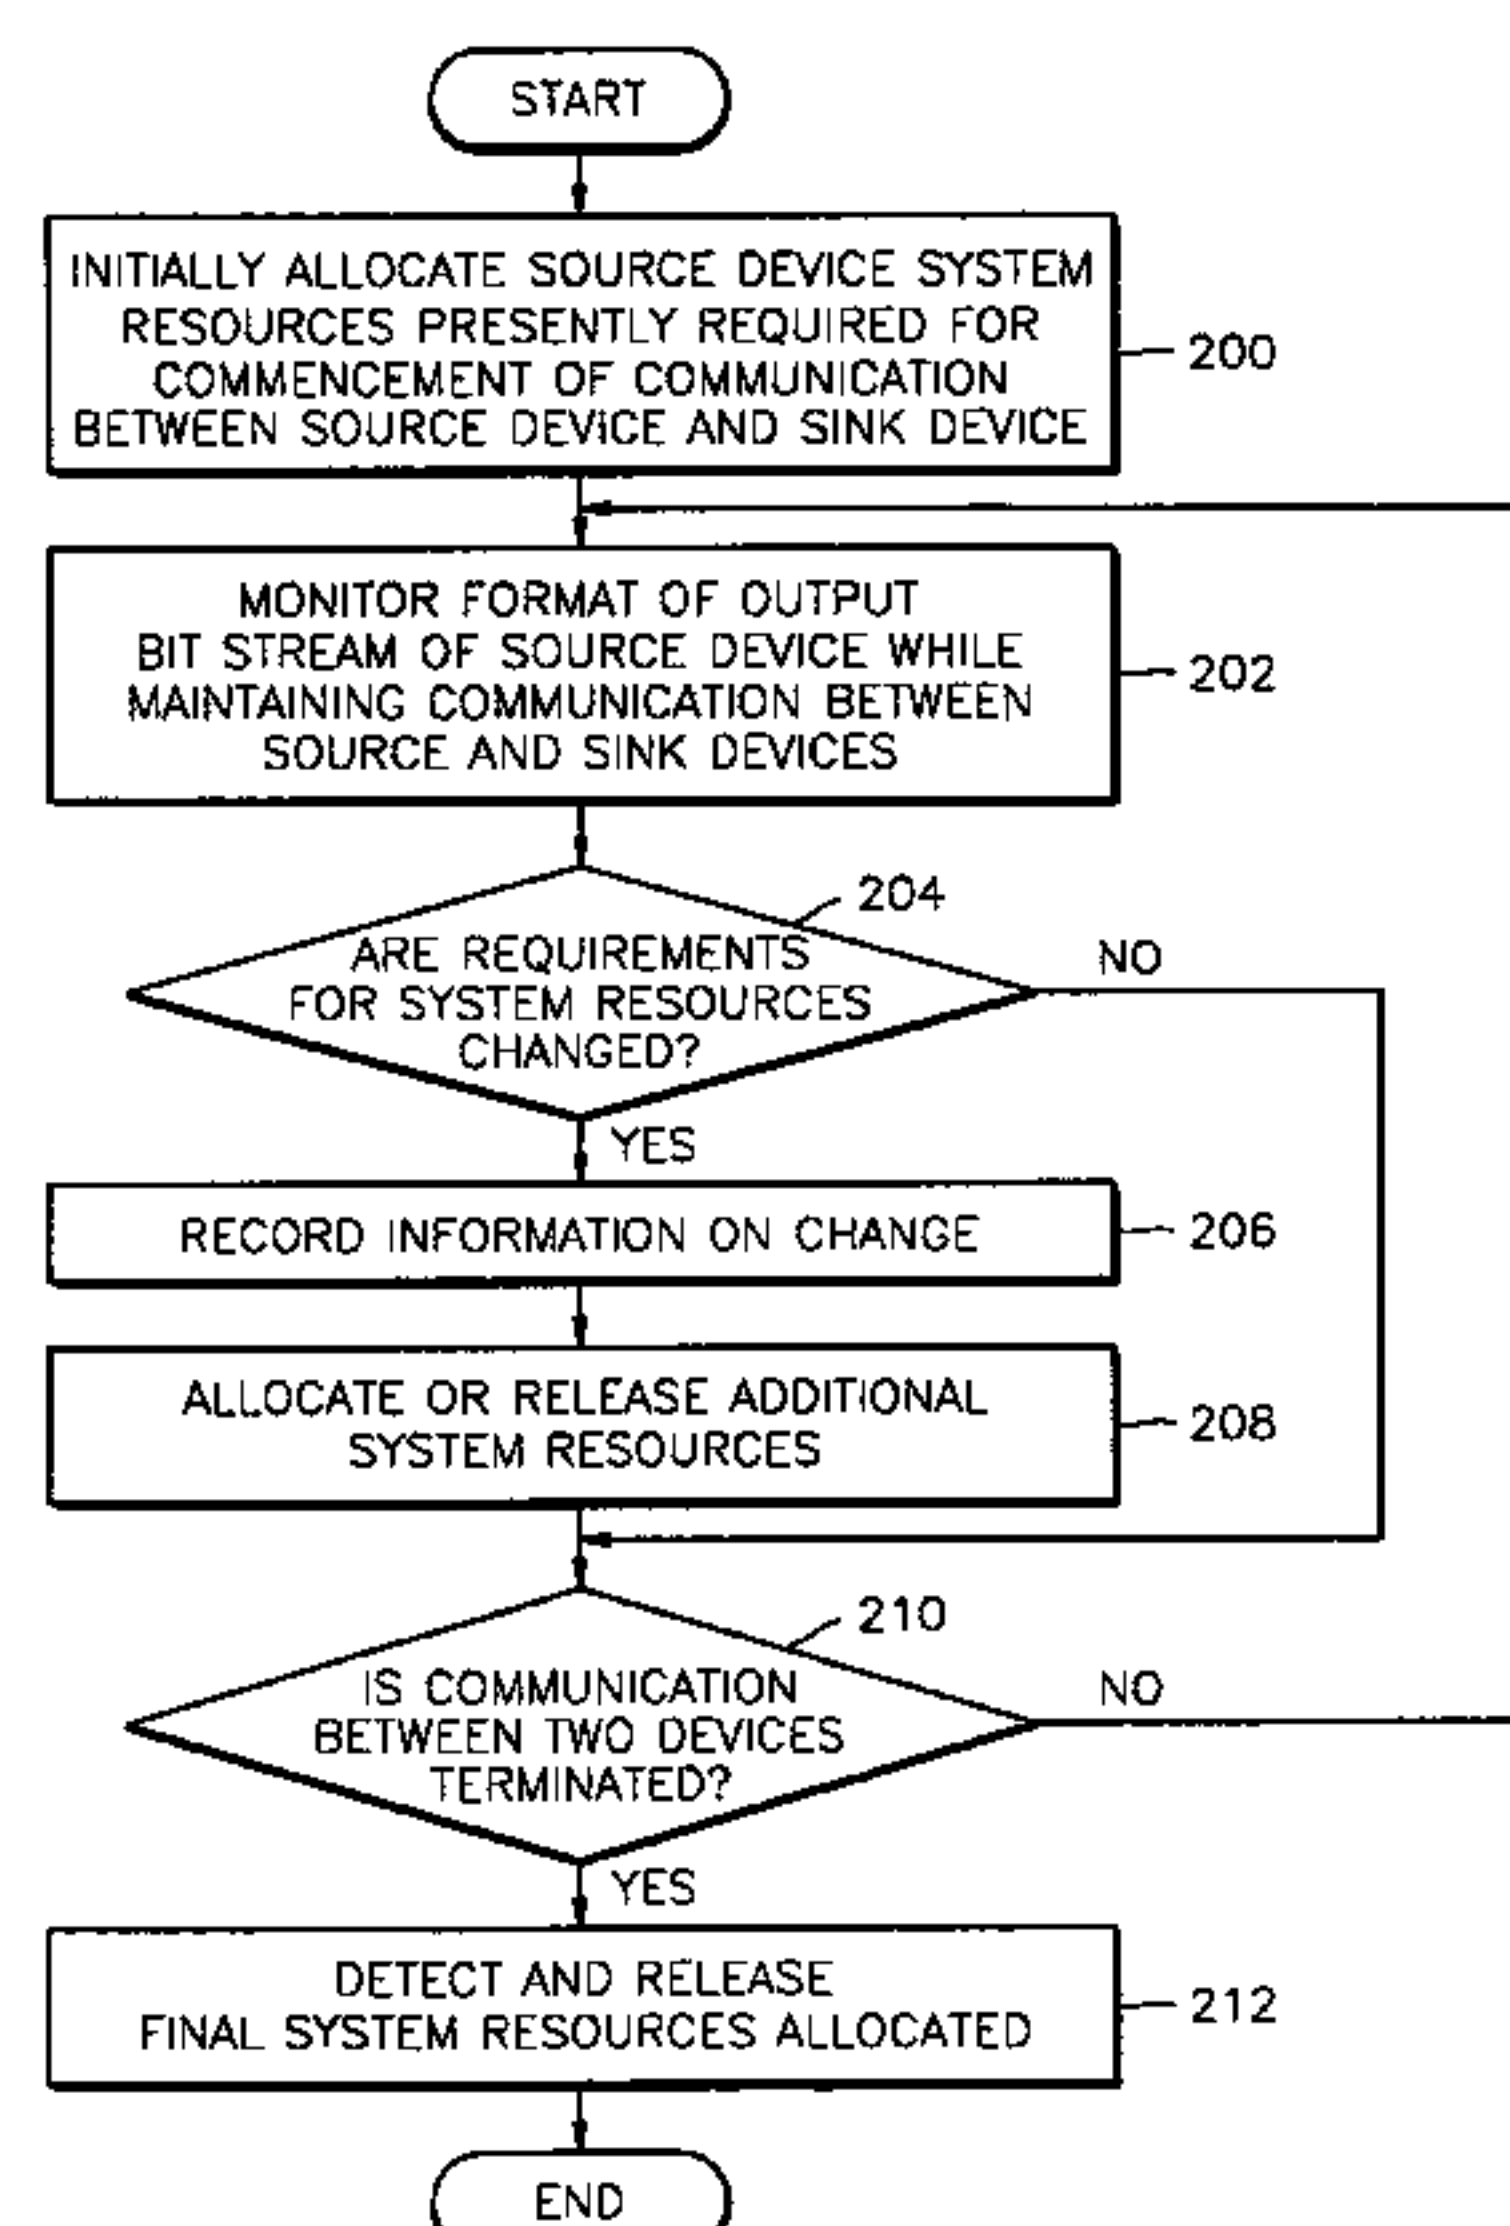 START
INITIALLY ALLOCATE SOURCE DEVICE SYSTEM
RESOURCES PRESENTLY REQUIRED FOR
COMMENCEMENT OF COMMUNICATION
BETWEEN SOURCE DEVICE AND SINK DEVICE
200
MONITOR FORMAT OF OUTPUT
BIT STREAM OF SOURCE DEVICE WHILE
MAINTAINING COMMUNICATION BETWEEN
SOURCE AND SINK DEVICES
202
204
ARE REQUIREMENTS
FOR SYSTEM RESOURCES
CHANGED?
NO
YES
RECORD INFORMATION ON CHANGE
206
ALLOCATE OR RELEASE ADDITIONAL
SYSTEM RESOURCES
208
210
IS COMMUNICATION
BETWEEN TWO DEVICES
TERMINATED?
NO
YES
DETECT AND RELEASE
FINAL SYSTEM RESOURCES ALLOCATED
212
END